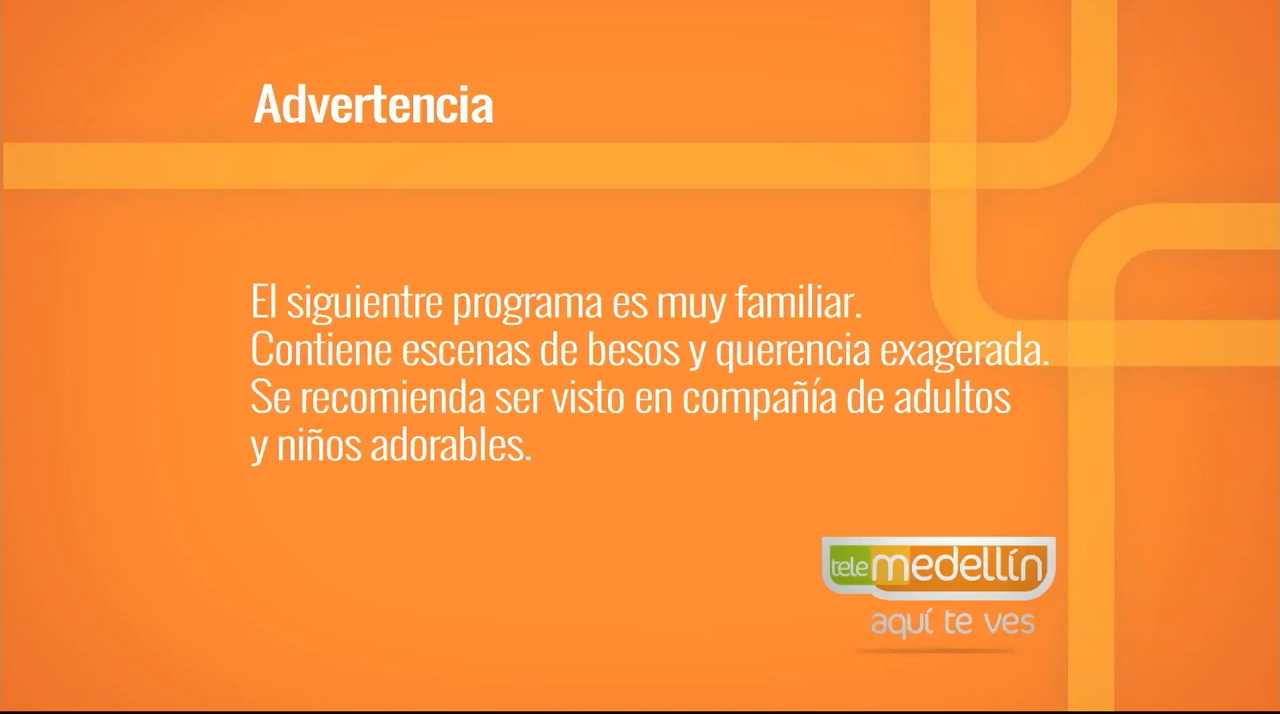 Advertencia
El siguientre programa es muy familiar.
Contiene escenas de besos y querencia exagerada.
Se recomienda ser visto en compañía de adultos
y niños adorables.
tele medellín
aquí te ves